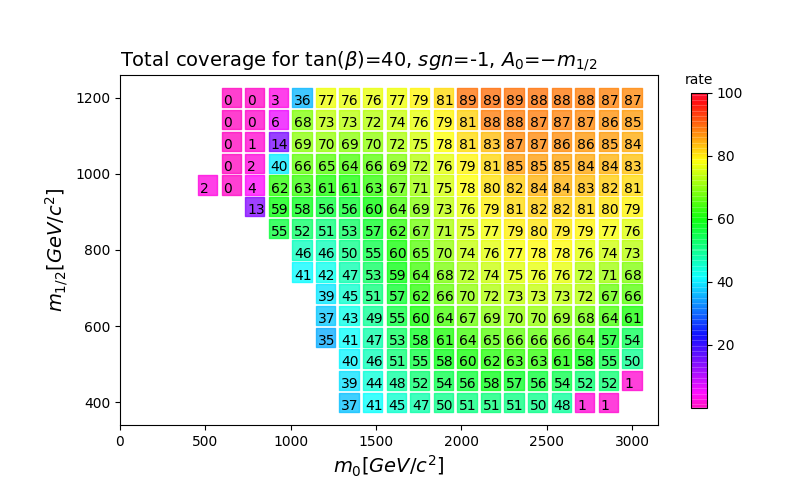 Total coverage for tan(β)=40, sgn=-1, A₀=−m₁/₂
rate
1200 0 0 3 36 77 76 76 77 79 81 89 89 89 88 88 88 87 87 100
0 0 6 68 73 73 72 74 76 79 81 88 88 87 87 87 86 85
0 1 14 69 70 69 70 72 75 78 81 83 87 87 86 86 85 84
1000 0 2 40 66 65 64 66 69 72 76 79 81 85 85 85 84 84 83 80
2 0 4 62 63 61 61 63 67 71 75 78 80 82 84 84 83 82 81
13 59 58 56 56 60 64 69 73 76 79 81 82 82 81 80 79
55 52 51 53 57 62 67 71 75 77 79 80 79 79 77 76
800 46 46 50 55 60 65 70 74 76 77 78 78 76 74 73 60
41 42 47 53 59 64 68 72 74 75 76 76 72 71 68
39 45 51 57 62 66 70 72 73 73 73 72 67 66
600 37 43 49 55 60 64 67 69 70 70 69 68 64 61 40
35 41 47 53 58 61 64 65 66 66 66 64 57 54
40 46 51 55 58 60 62 63 63 61 58 55 50 20
39 44 48 52 54 56 58 57 56 54 52 52 1
400 37 41 45 47 50 51 51 51 50 48 1 1
0 500 1000 1500 2000 2500 3000
m₀[GeV/c²]
m₁/₂[GeV/c²]